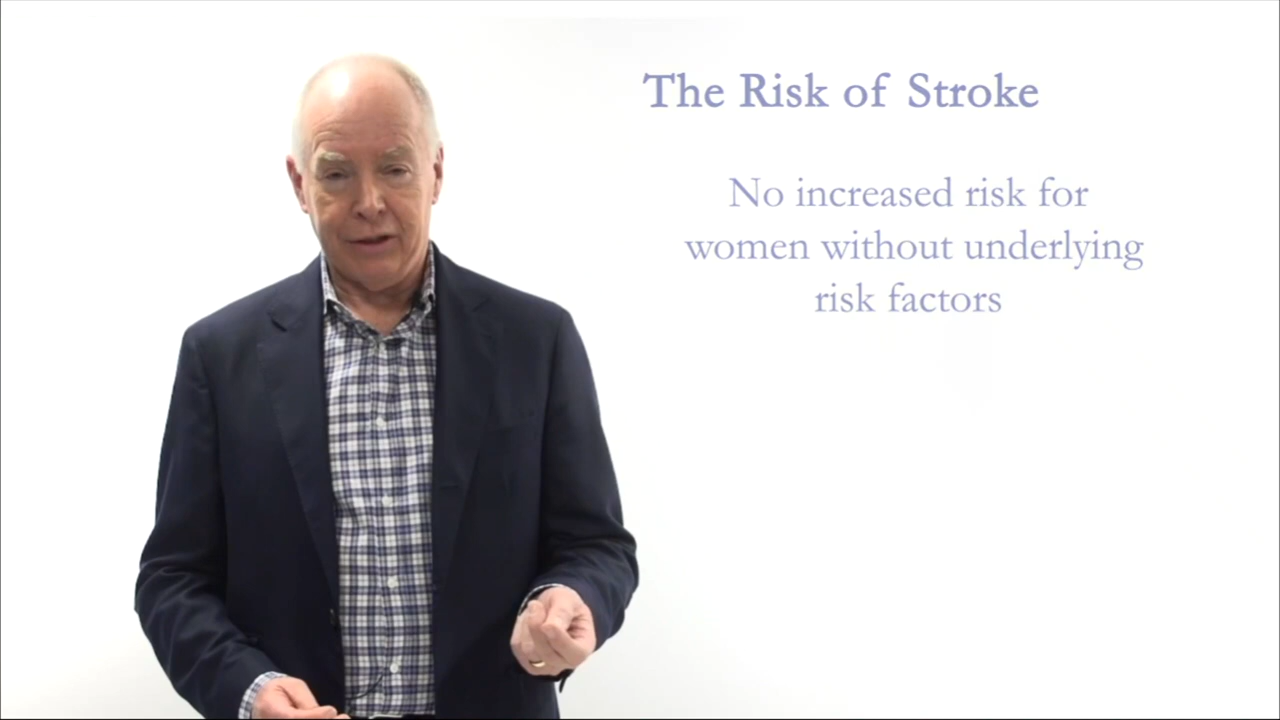 The Risk of Stroke
No increased risk for
women without underlying
risk factors